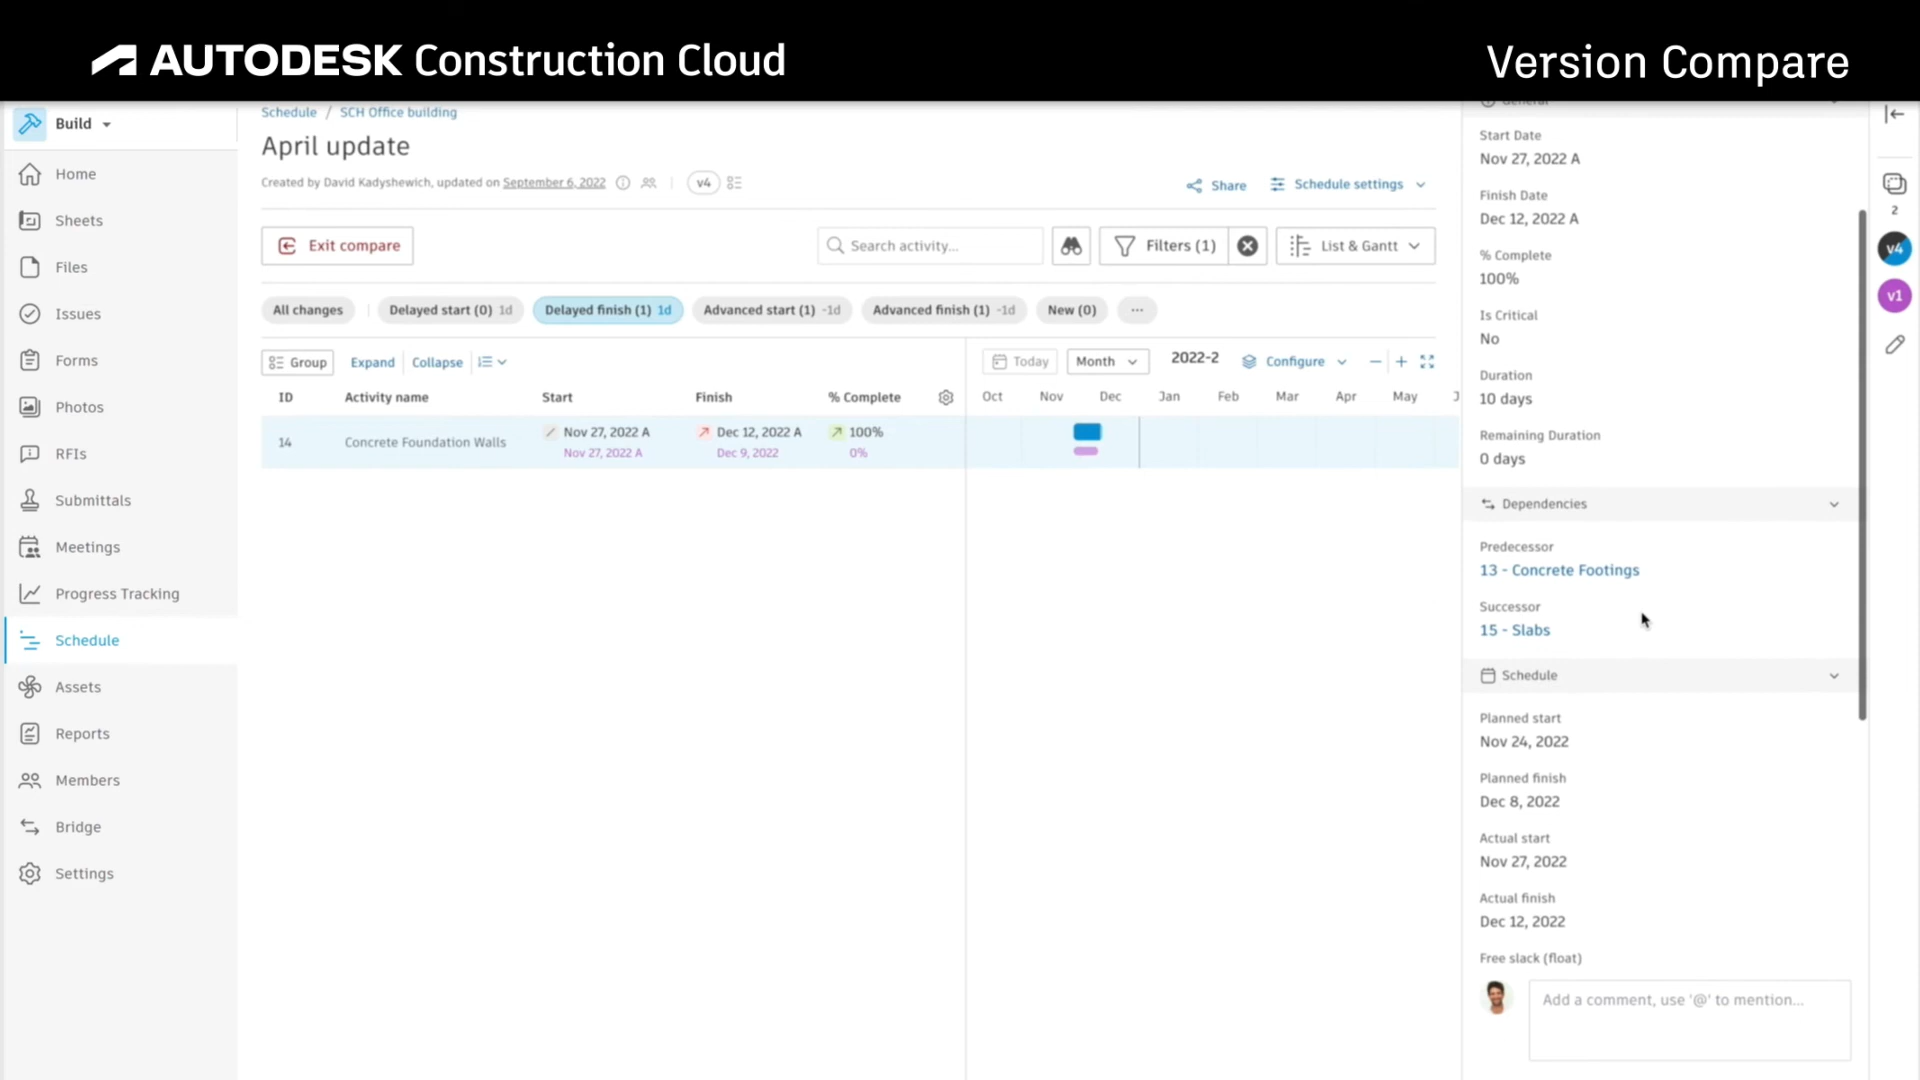 AUTODESK Construction Cloud
Version Compare
Build
Home
Sheets
Files
Issues
Forms
Photos
RFIs
Submittals
Meetings
Progress Tracking
Schedule
Assets
Reports
Members
Bridge
Settings
Schedule / SCH Office building
April update
Created by David Kadyshewich, updated on September 6, 2022
v4
Share
Schedule settings
Exit compare
Search activity...
Filters (1)
List & Gantt
All changes
Delayed start (0) 1d
Delayed finish (1) 1d
Advanced start (1) -1d
Advanced finish (1) -1d
New (0)
...
Group
Expand
Collapse
Today
Month
2022-2
Configure
ID Activity name Start Finish % Complete
Oct Nov Dec Jan Feb Mar Apr May J
14 Concrete Foundation Walls Nov 27, 2022 A Dec 12, 2022 A 100%
Nov 27, 2022 A Dec 9, 2022 0%
General
Start Date
Nov 27, 2022 A
Finish Date
Dec 12, 2022 A
% Complete
100%
Is Critical
No
Duration
10 days
Remaining Duration
0 days
Dependencies
Predecessor
13 - Concrete Footings
Successor
15 - Slabs
Schedule
Planned start
Nov 24, 2022
Planned finish
Dec 8, 2022
Actual start
Nov 27, 2022
Actual finish
Dec 12, 2022
Free slack (float)
Add a comment, use '@' to mention...
2
v4
v1